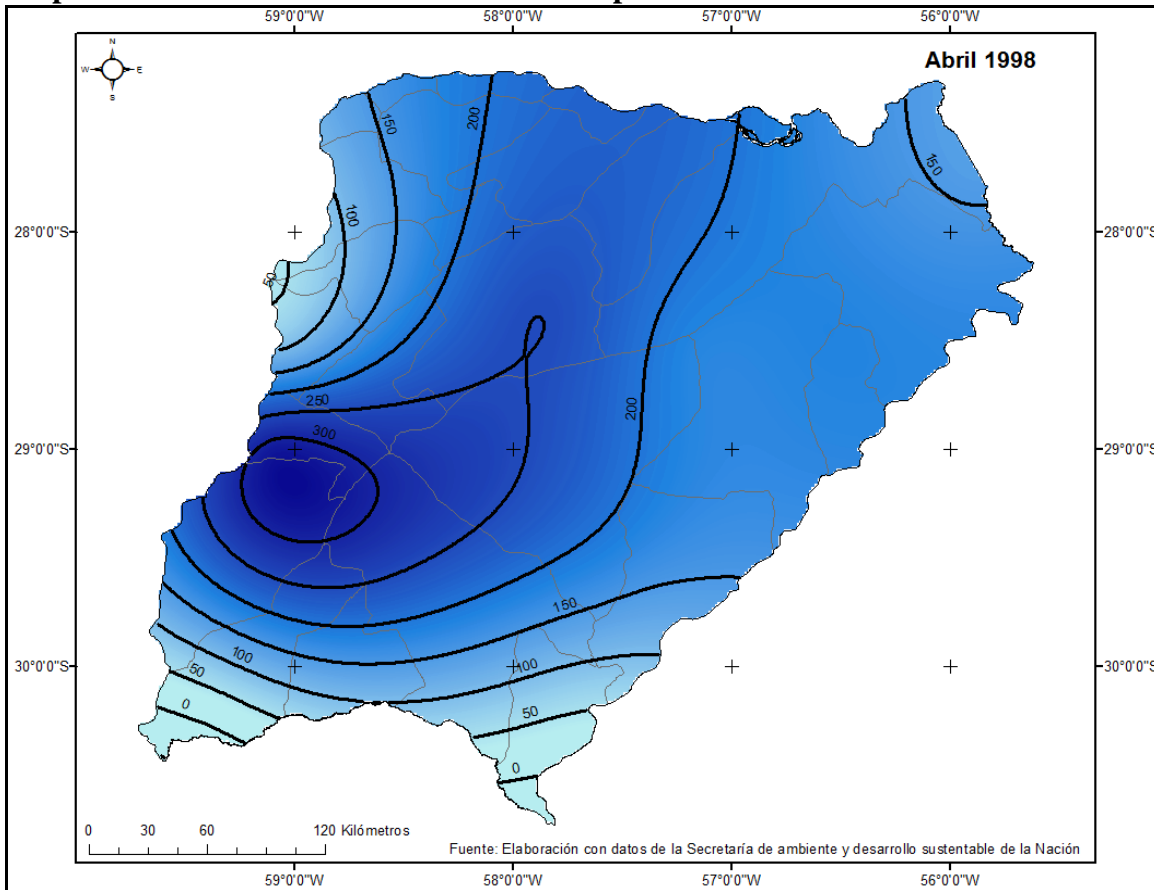 59°0'0"W 58°0'0"W 57°0'0"W 56°0'0"W
N
W E
S
Abril 1998
150
200
150
100
28°0'0"S 28°0'0"S
50
250
200
300
29°0'0"S 29°0'0"S
150
100
100
30°0'0"S 30°0'0"S
50
0
50
0
0 30 60 120 Kilómetros
Fuente: Elaboración con datos de la Secretaría de ambiente y desarrollo sustentable de la Nación
59°0'0"W 58°0'0"W 57°0'0"W 56°0'0"W